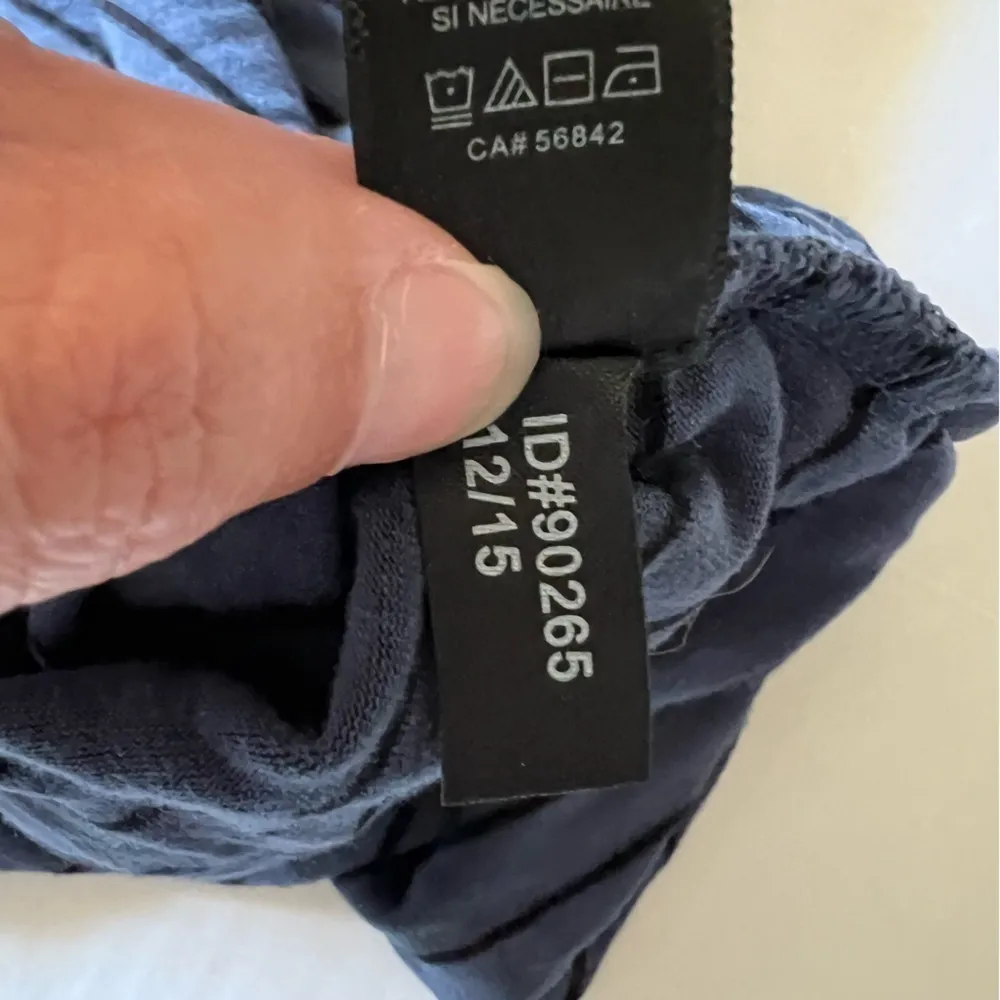 SI NECESSAIRE
CA# 56842
ID#90265
12/15